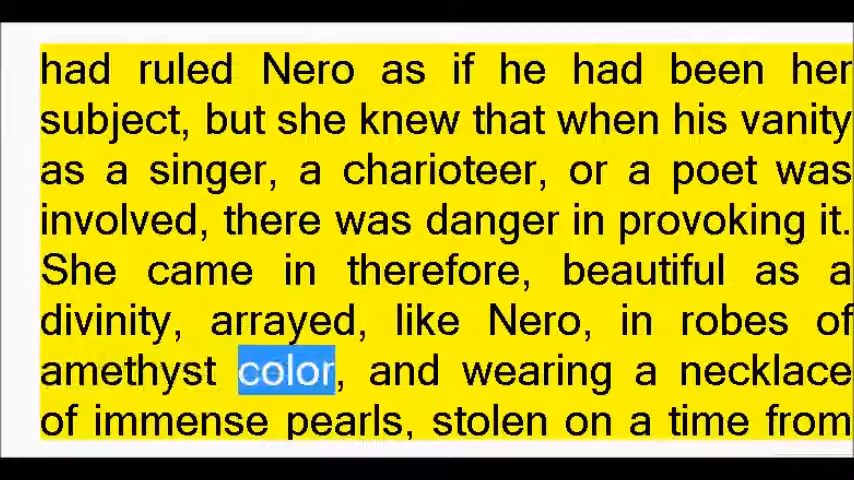 had ruled Nero as if he had been her
subject, but she knew that when his vanity
as a singer, a charioteer, or a poet was
involved, there was danger in provoking it.
She came in therefore, beautiful as a
divinity, arrayed, like Nero, in robes of
amethyst color, and wearing a necklace
of immense pearls, stolen on a time from